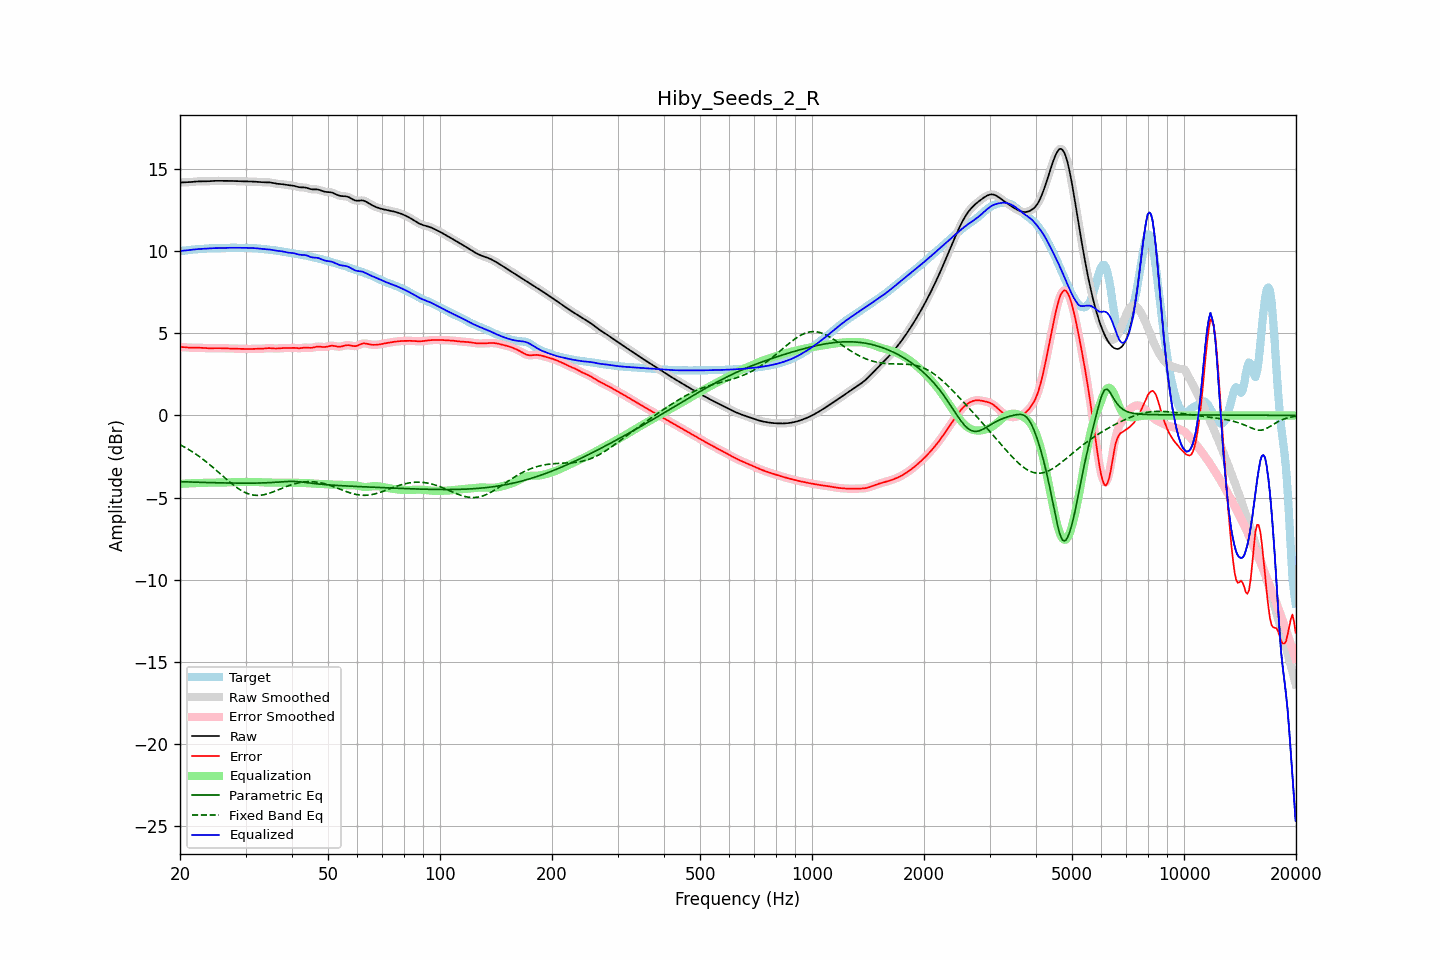 Hiby_Seeds_2_R
Amplitude (dBr)
15
10
5
0
−5
−10
−15
−20
−25
Target
Raw Smoothed
Error Smoothed
Raw
Error
Equalization
Parametric Eq
Fixed Band Eq
Equalized
20
50
100
200
500
1000
2000
5000
10000
20000
Frequency (Hz)